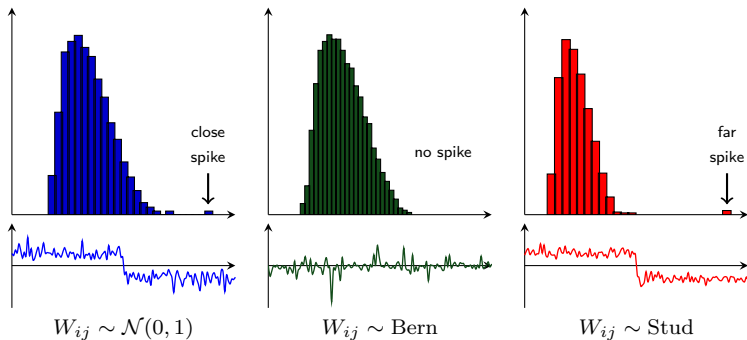 close
spike
no spike
far
spike
W_{ij} ∼ 𝒩(0, 1)
W_{ij} ∼ Bern
W_{ij} ∼ Stud